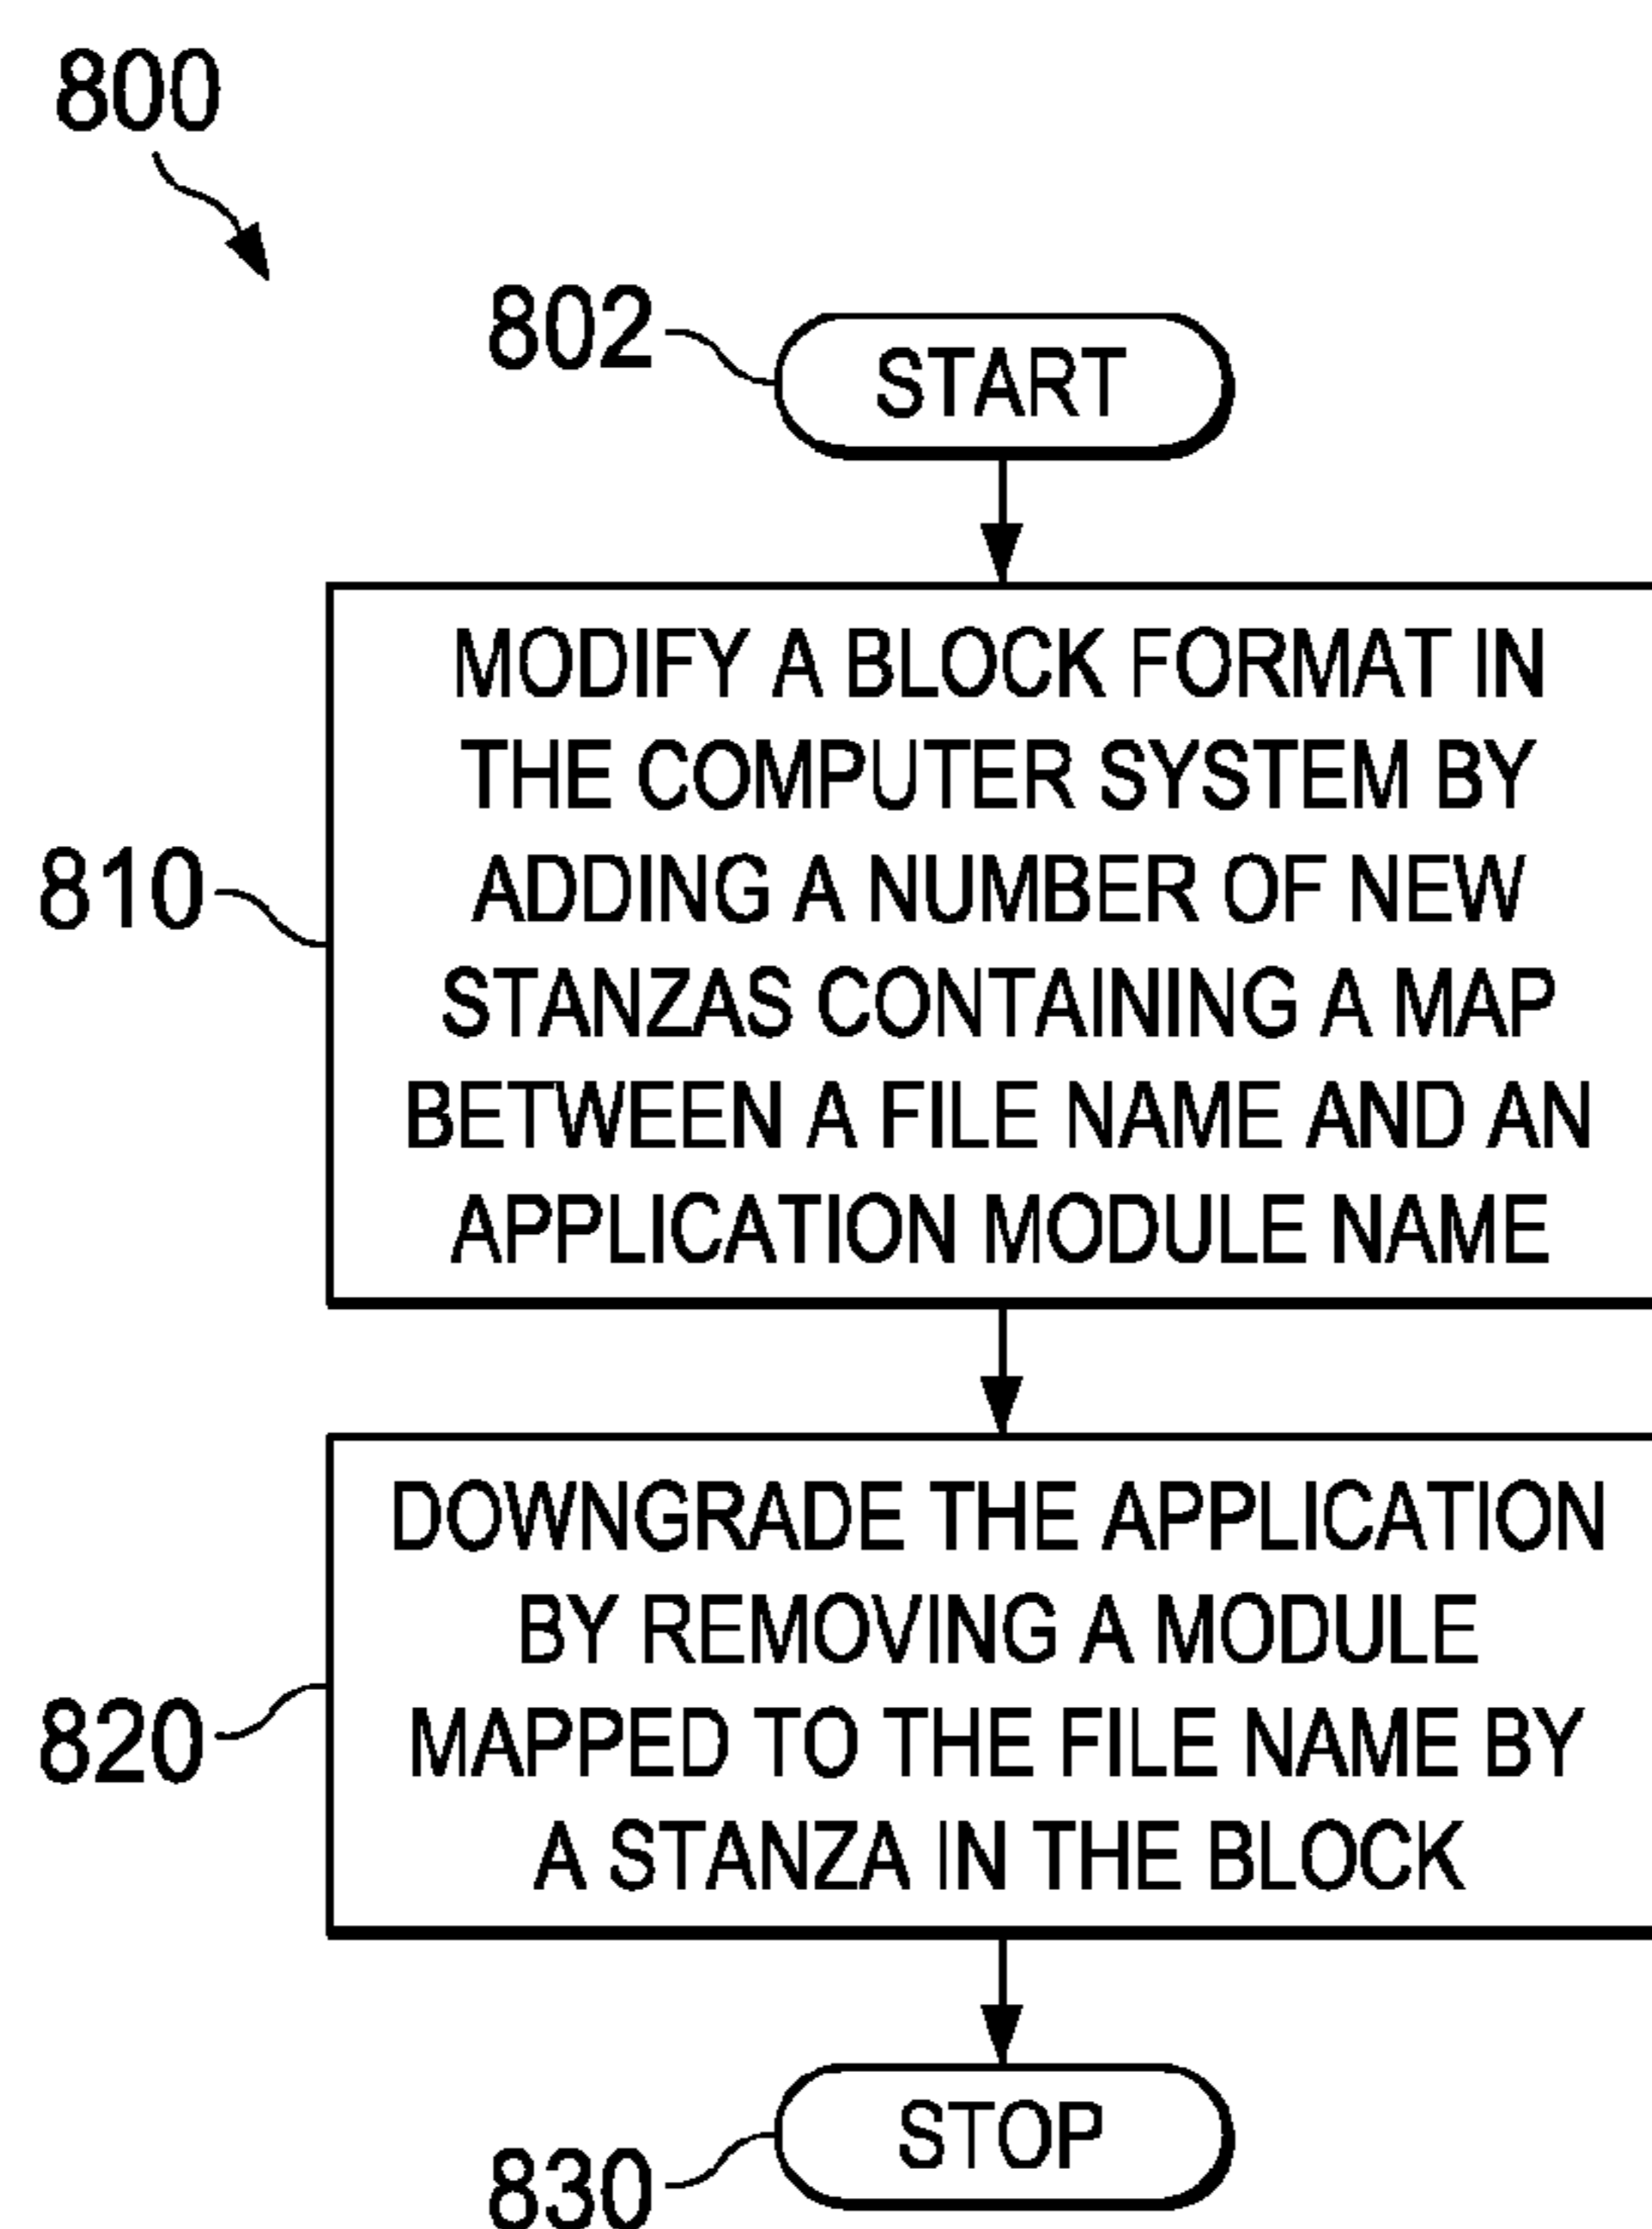 800
802
START
810
MODIFY A BLOCK FORMAT IN
THE COMPUTER SYSTEM BY
ADDING A NUMBER OF NEW
STANZAS CONTAINING A MAP
BETWEEN A FILE NAME AND AN
APPLICATION MODULE NAME
820
DOWNGRADE THE APPLICATION
BY REMOVING A MODULE
MAPPED TO THE FILE NAME BY
A STANZA IN THE BLOCK
830
STOP